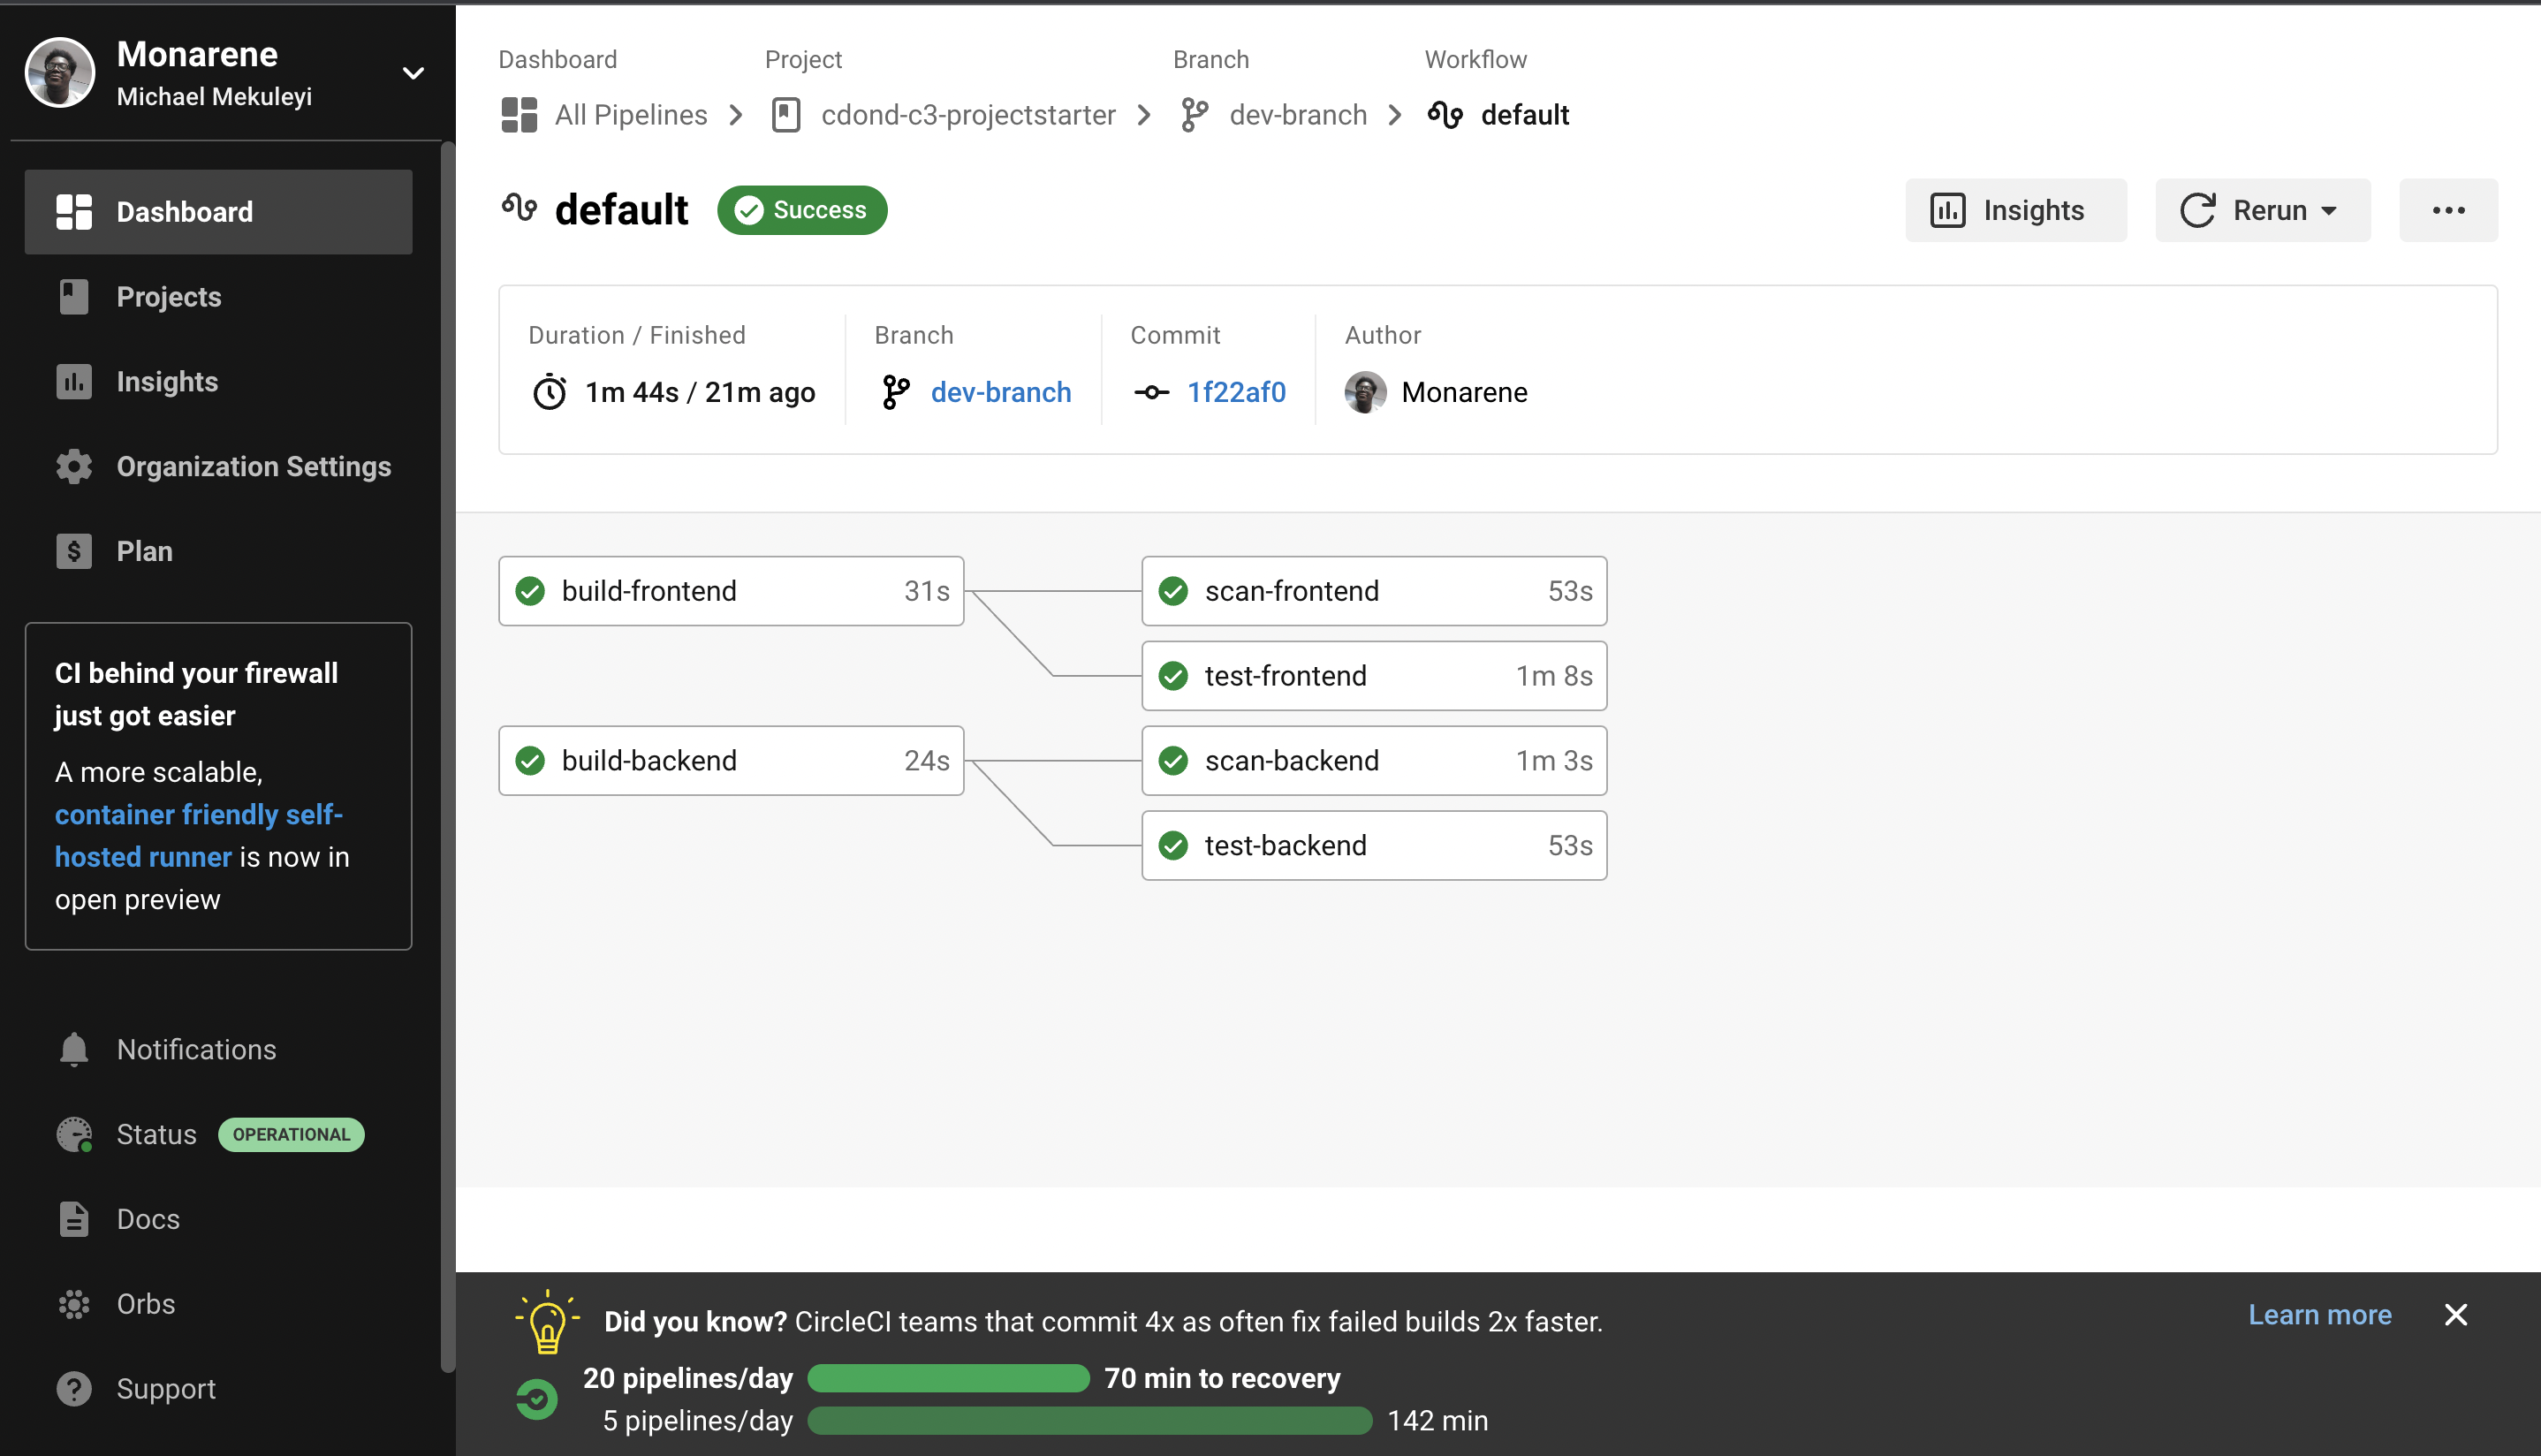 Monarene
Michael Mekuleyi
Dashboard
Projects
Insights
Organization Settings
Plan
CI behind your firewall
just got easier
A more scalable,
container friendly self-
hosted runner is now in
open preview
Notifications
Status OPERATIONAL
Docs
Orbs
Support
Dashboard Project Branch Workflow
All Pipelines cdond-c3-projectstarter dev-branch default
default Success Insights Rerun
Duration / Finished Branch Commit Author
1m 44s / 21m ago dev-branch 1f22af0 Monarene
build-frontend 31s scan-frontend 53s
test-frontend 1m 8s
build-backend 24s scan-backend 1m 3s
test-backend 53s
Did you know? CircleCI teams that commit 4x as often fix failed builds 2x faster. Learn more
20 pipelines/day 70 min to recovery
5 pipelines/day 142 min